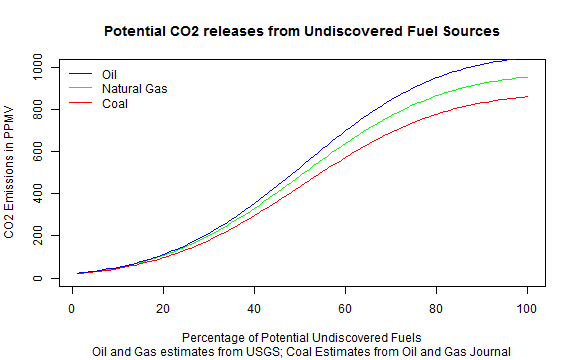 Potential CO2 releases from Undiscovered Fuel Sources
CO2 Emissions in PPMV
1000
800
600
400
200
0
Oil
Natural Gas
Coal
0 20 40 60 80 100
Percentage of Potential Undiscovered Fuels
Oil and Gas estimates from USGS; Coal Estimates from Oil and Gas Journal